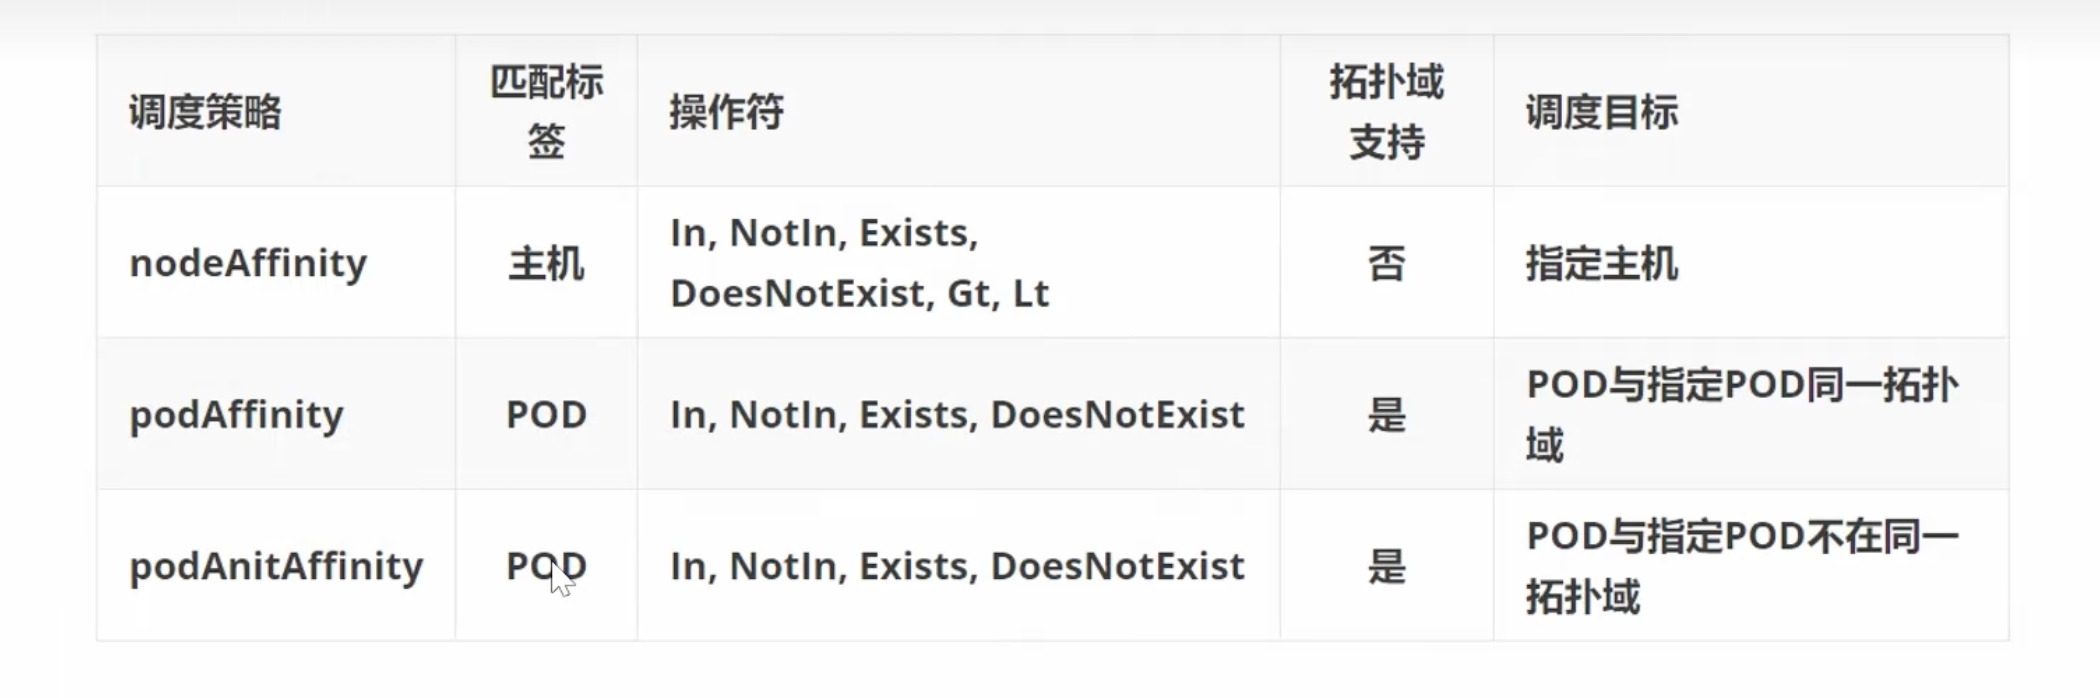 调度策略
匹配标
签
操作符
拓扑域
支持
调度目标
nodeAffinity
主机
In, NotIn, Exists,
DoesNotExist, Gt, Lt
否
指定主机
podAffinity
POD
In, NotIn, Exists, DoesNotExist
是
POD与指定POD同一拓扑
域
podAnitAffinity
POD
In, NotIn, Exists, DoesNotExist
是
POD与指定POD不在同一
拓扑域